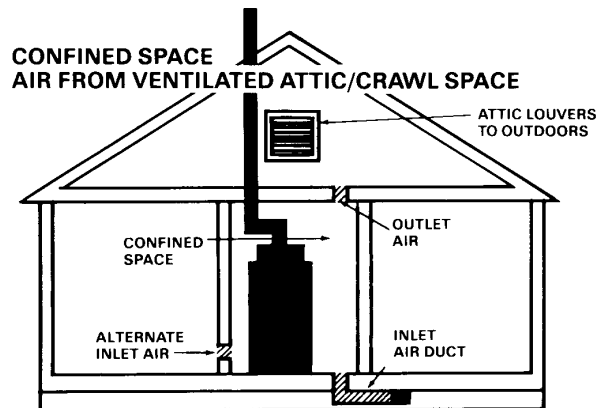 CONFINED SPACE
AIR FROM VENTILATED ATTIC/CRAWL SPACE
ATTIC LOUVERS
TO OUTDOORS
OUTLET
AIR
CONFINED
SPACE
ALTERNATE
INLET AIR
INLET
AIR DUCT